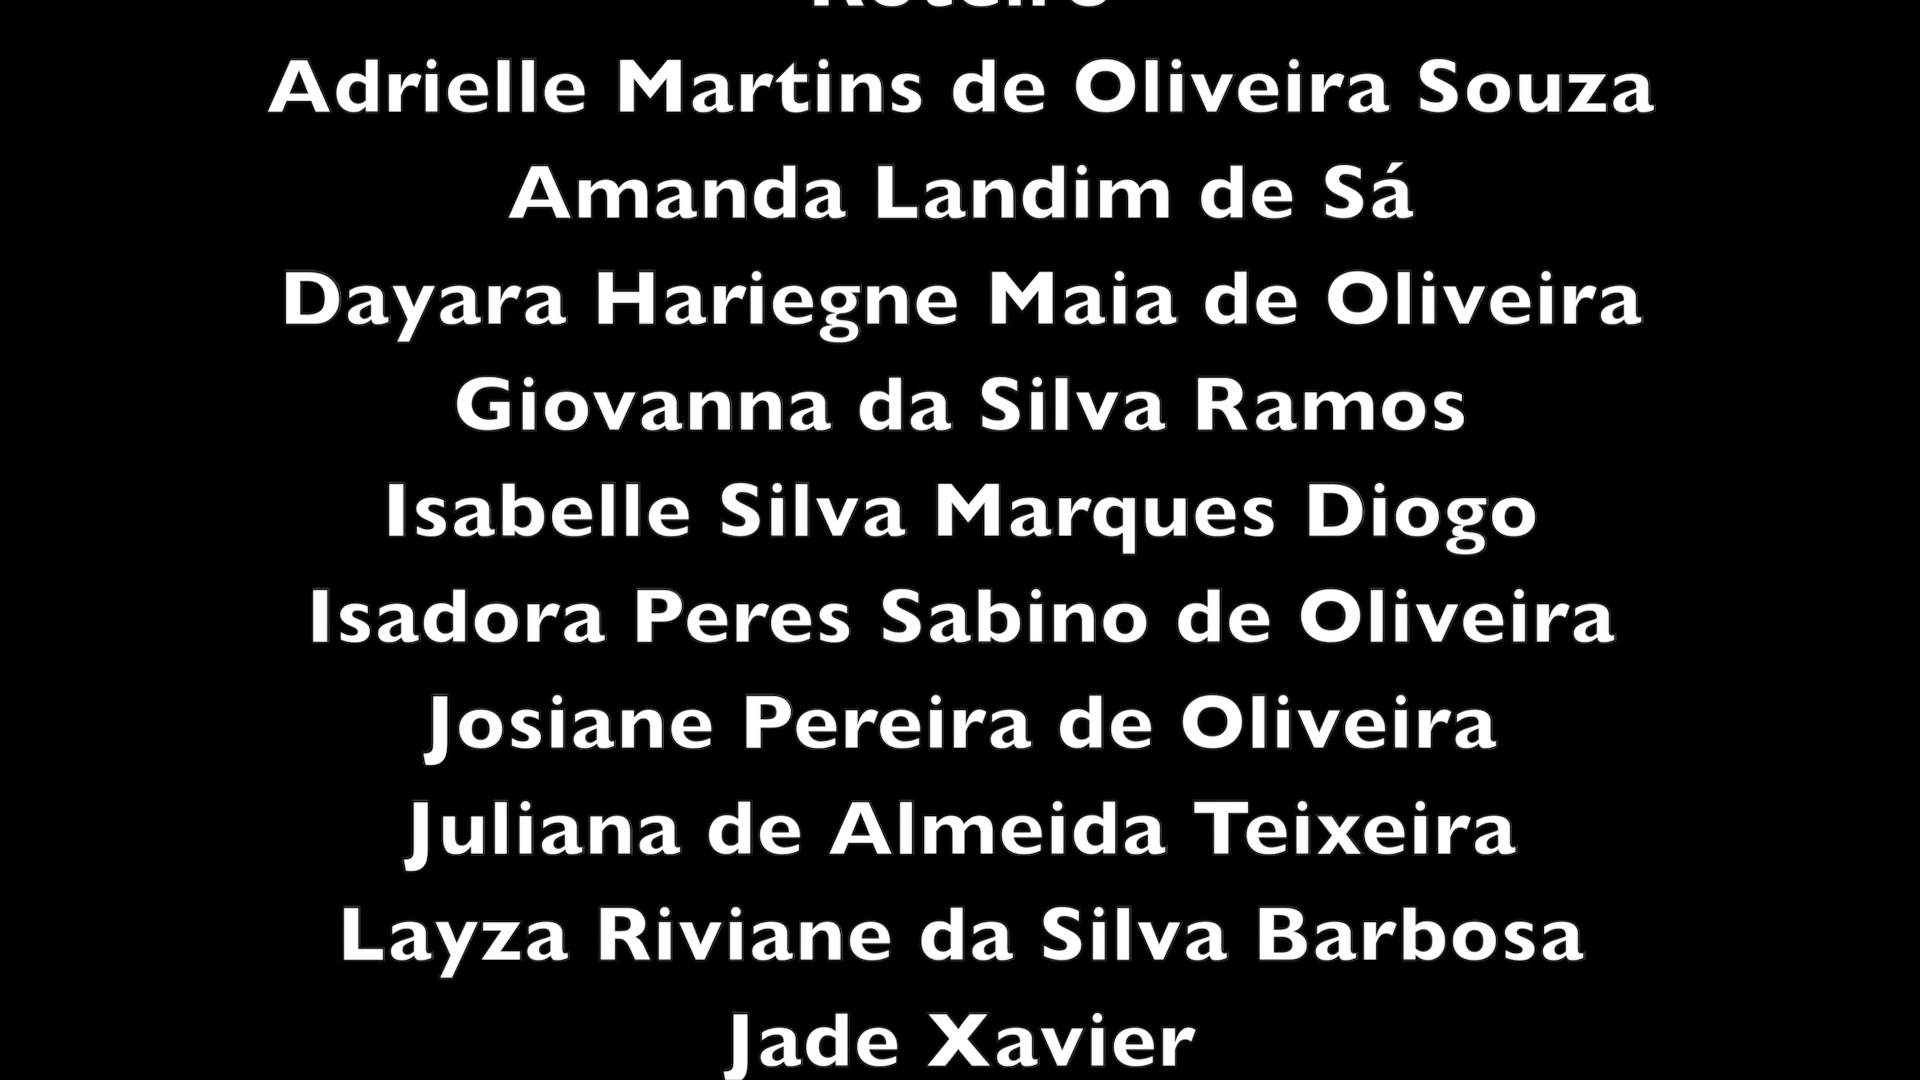 Roteiro
Adrielle Martins de Oliveira Souza
Amanda Landim de Sá
Dayara Hariegne Maia de Oliveira
Giovanna da Silva Ramos
Isabelle Silva Marques Diogo
Isadora Peres Sabino de Oliveira
Josiane Pereira de Oliveira
Juliana de Almeida Teixeira
Layza Riviane da Silva Barbosa
Jade Xavier